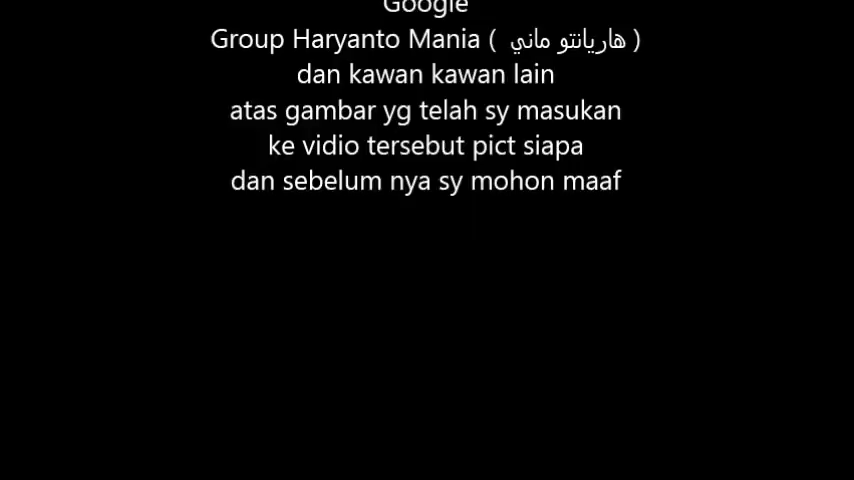 Google
Group Haryanto Mania ( هاريانتو ماني )
dan kawan kawan lain
atas gambar yg telah sy masukan
ke vidio tersebut pict siapa
dan sebelum nya sy mohon maaf